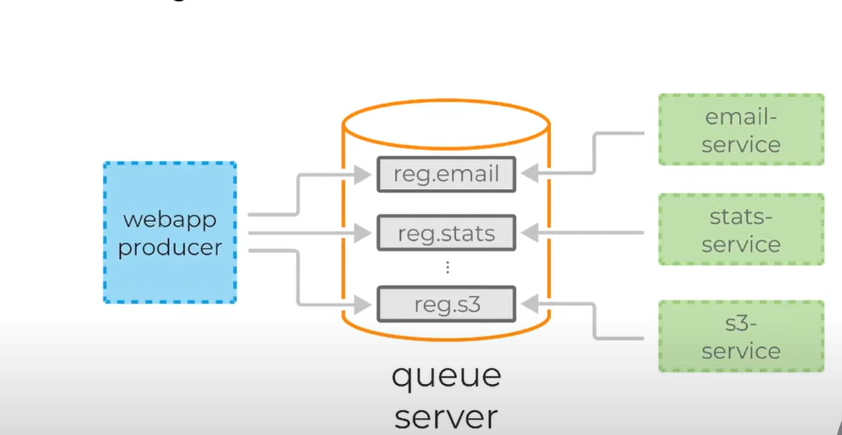 webapp
producer
reg.email
reg.stats
reg.s3
queue
server
email-
service
stats-
service
s3-
service